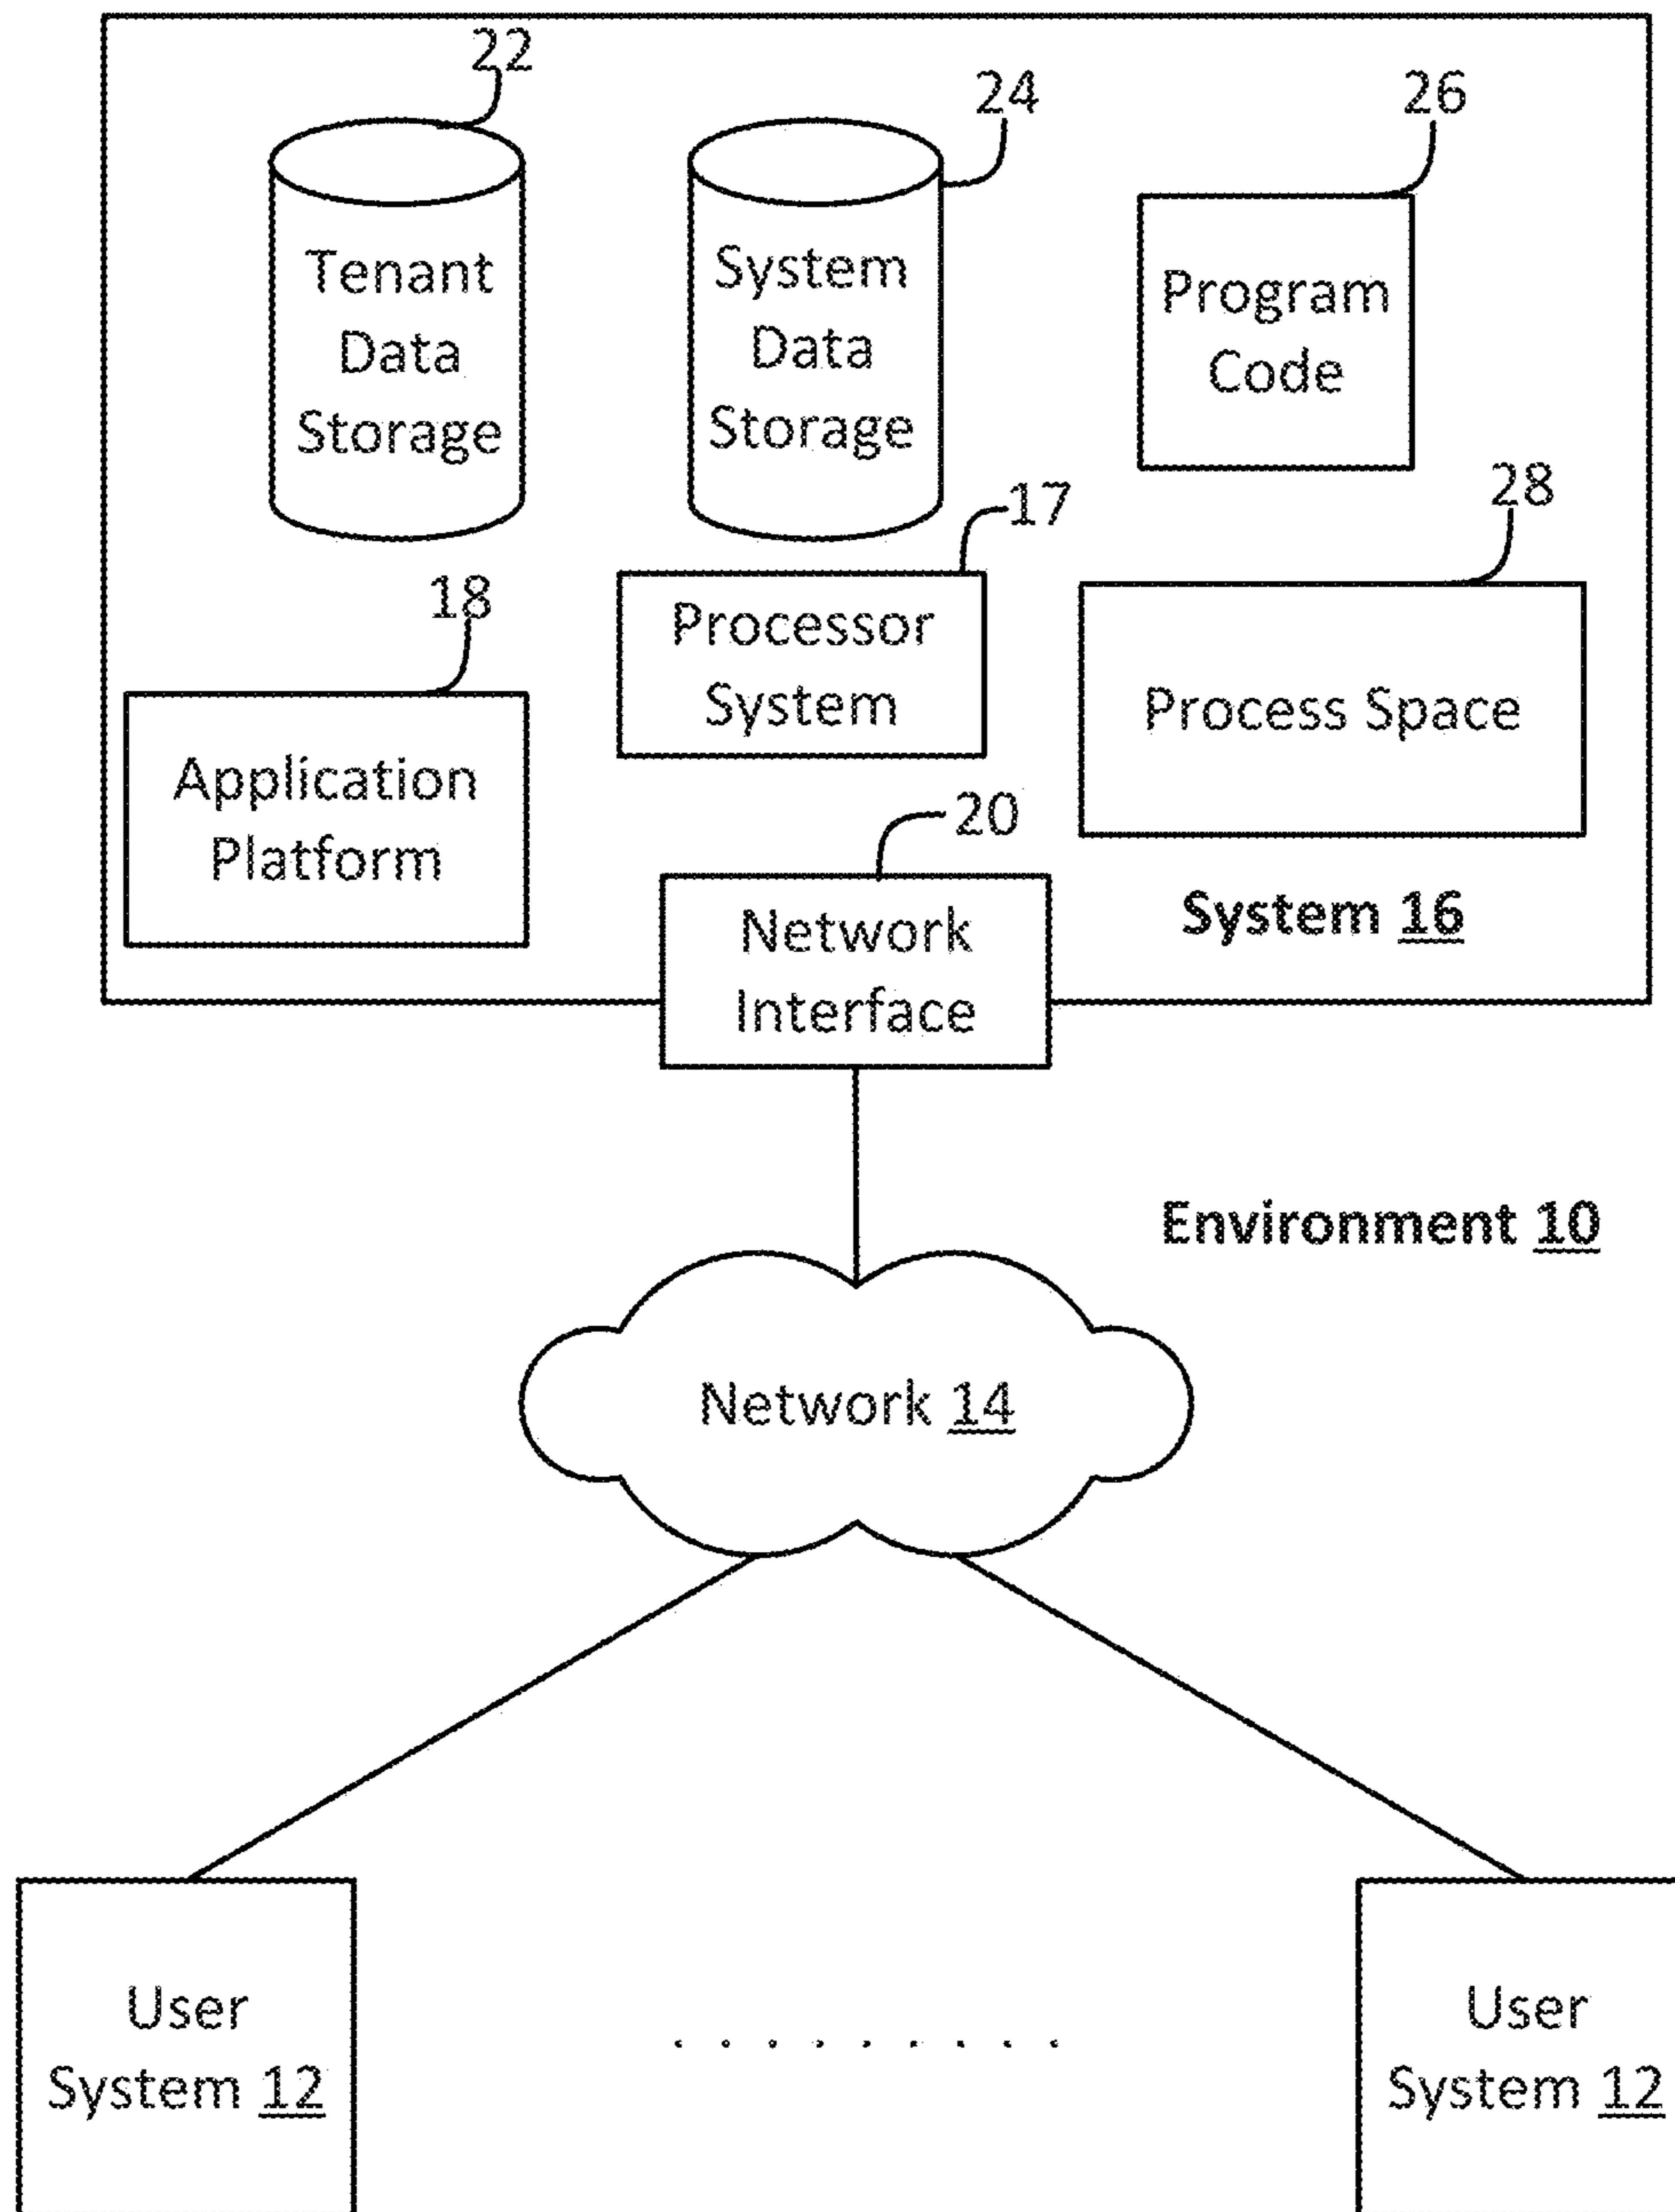 22
24
26
Tenant
Data
Storage
System
Data
Storage
Program
Code
17
28
18
Processor
System
Process Space
Application
Platform
20
Network
Interface
System 16
Environment 10
Network 14
User
System 12
. . . . . . . . .
User
System 12